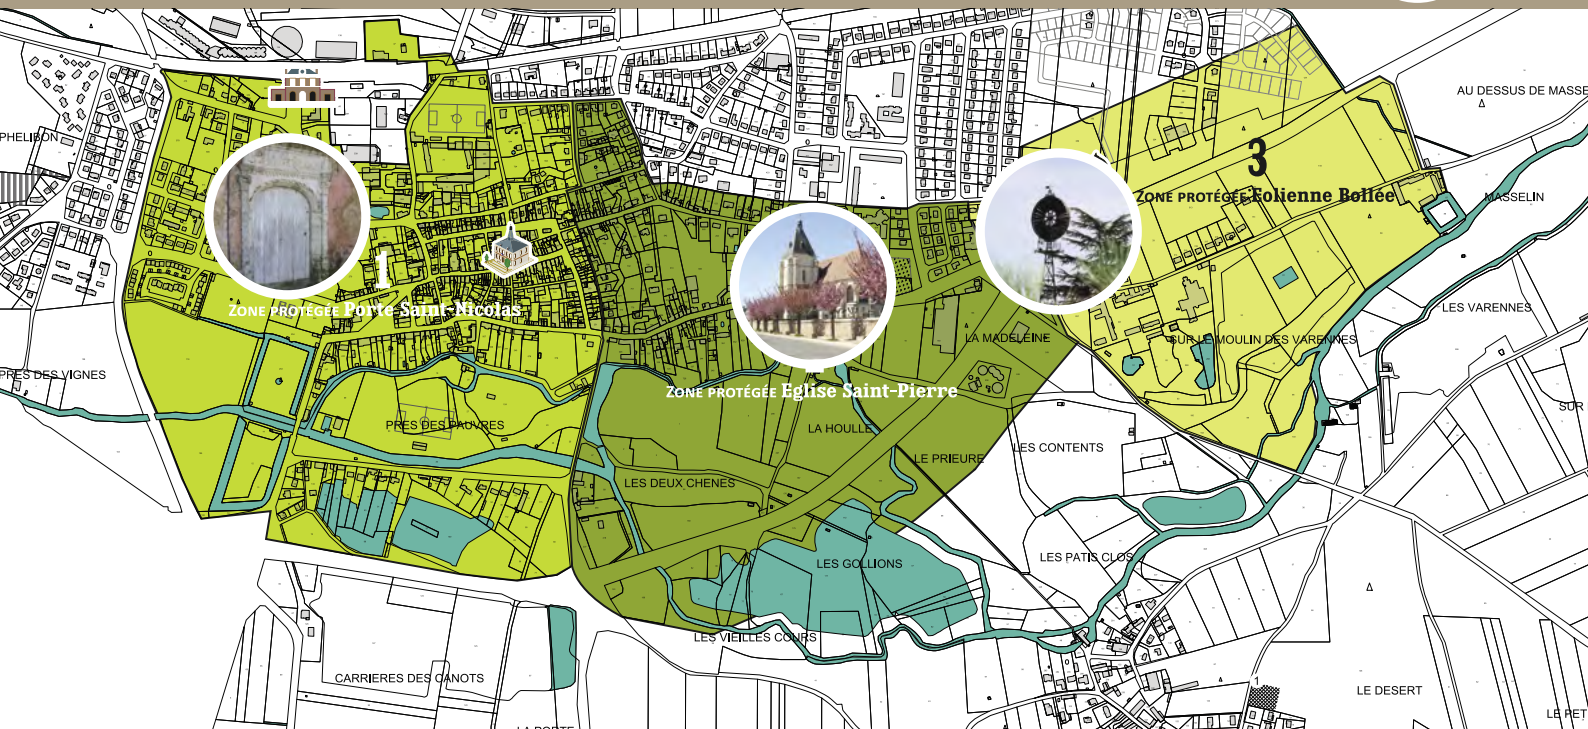 AU DESSUS DE MASSE
PHELIBON
3
ZONE PROTÉGÉE Eolienne Bollée
MASSELIN
1
ZONE PROTÉGÉE Porte Saint-Nicolas
LES VARENNES
LA MADELEINE
SUR LE MOULIN DES VARENNES
PRES DES VIGNES
ZONE PROTÉGÉE Eglise Saint-Pierre
SUR
PRES DES PAUVRES
LA HOULLE
LES CONTENTS
LE PRIEURE
LES DEUX CHENES
LES PATIS CLOS
LES GOLLIONS
LES VIEILLES COURS
CARRIERES DES CANOTS
1
LE DESERT
LE PET
LA PORTE